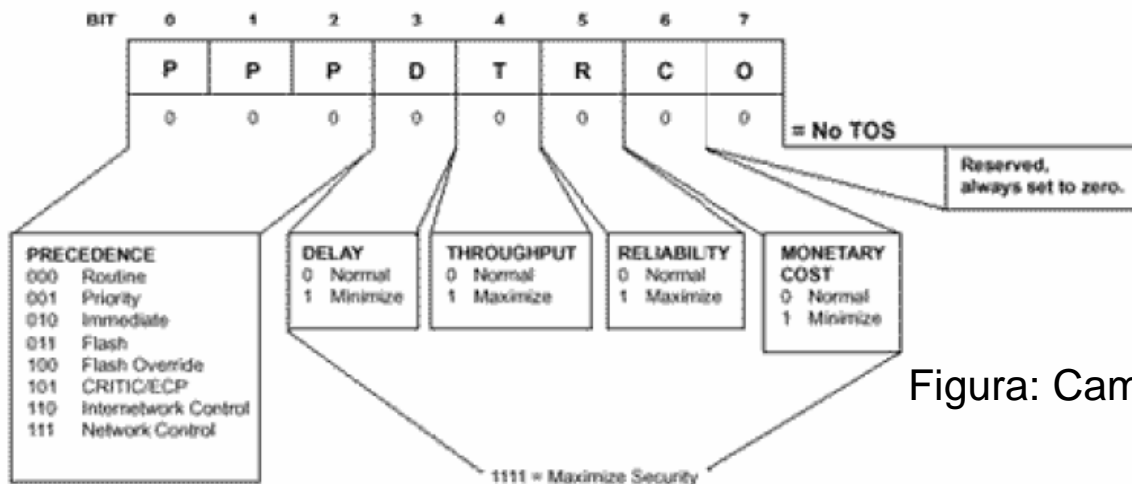 BIT 0 1 2 3 4 5 6 7
P P P D T R C O
0 0 0 0 0 0 0 0
= No TOS
Reserved,
always set to zero.
PRECEDENCE
000 Routine
001 Priority
010 Immediate
011 Flash
100 Flash Override
101 CRITIC/ECP
110 Internetwork Control
111 Network Control
DELAY
0 Normal
1 Minimize
THROUGHPUT
0 Normal
1 Maximize
RELIABILITY
0 Normal
1 Maximize
MONETARY
COST
0 Normal
1 Minimize
Figura: Cam
1111 = Maximize Security